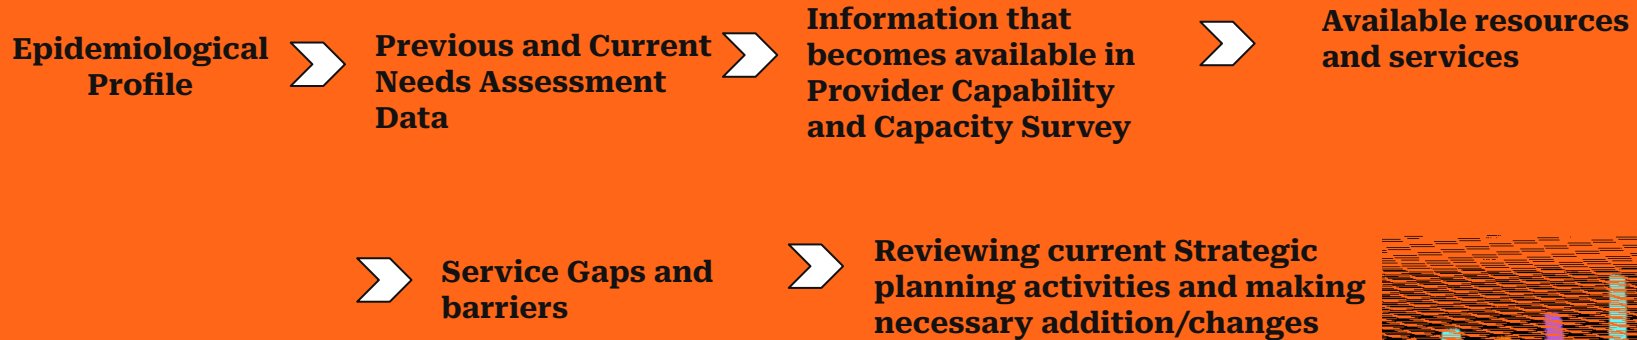 Epidemiological
Profile
Previous and Current
Needs Assessment
Data
Information that
becomes available in
Provider Capability
and Capacity Survey
Available resources
and services
Service Gaps and
barriers
Reviewing current Strategic
planning activities and making
necessary addition/changes